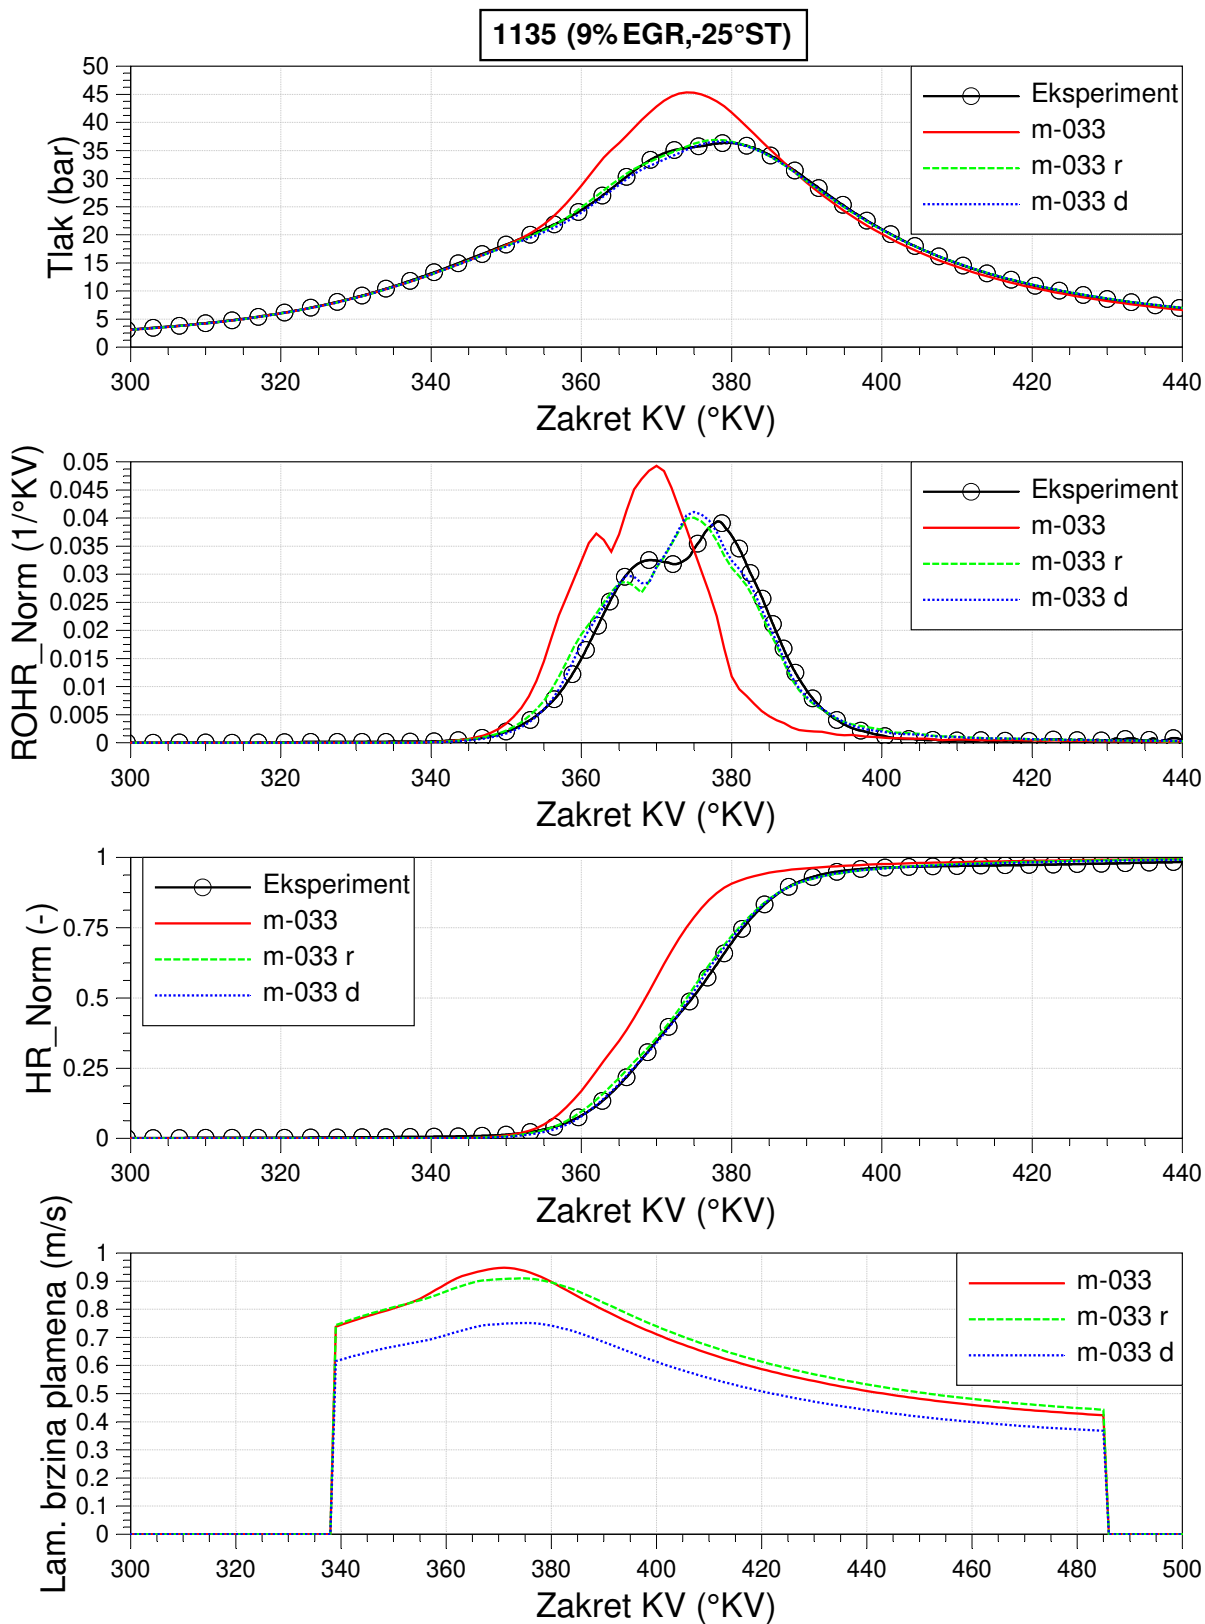 1135 (9% EGR,-25°ST)
Tlak (bar)
50
45
40
35
30
25
20
15
10
5
0
Eksperiment
m-033
m-033 r
m-033 d
300 320 340 360 380 400 420 440
Zakret KV (°KV)
ROHR_Norm (1/°KV)
0.05
0.045
0.04
0.035
0.03
0.025
0.02
0.015
0.01
0.005
0
Eksperiment
m-033
m-033 r
m-033 d
300 320 340 360 380 400 420 440
Zakret KV (°KV)
HR_Norm (-)
1
0.75
0.5
0.25
0
Eksperiment
m-033
m-033 r
m-033 d
300 320 340 360 380 400 420 440
Zakret KV (°KV)
Lam. brzina plamena (m/s)
1
0.9
0.8
0.7
0.6
0.5
0.4
0.3
0.2
0.1
0
m-033
m-033 r
m-033 d
300 320 340 360 380 400 420 440 460 480 500
Zakret KV (°KV)